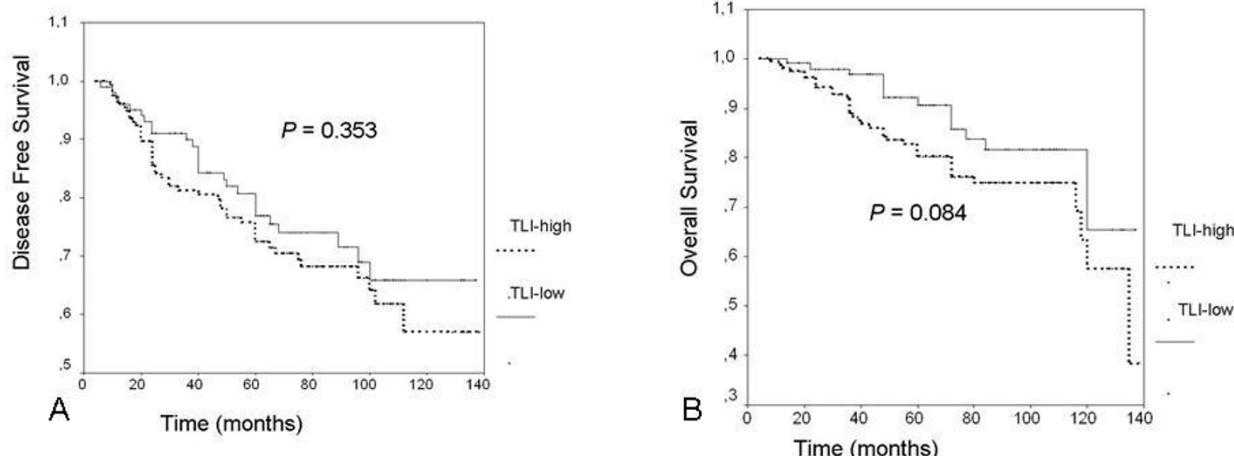 1,1
1,0
,9
,8
,7
,6
,5
Disease Free Survival
P = 0.353
TLI-high
TLI-low
0 20 40 60 80 100 120 140
A
Time (months)
1,1
1,0
,9
,8
,7
,6
,5
,4
,3
Overall Survival
P = 0.084
TLI-high
TLI-low
0 20 40 60 80 100 120 140
B
Time (months)